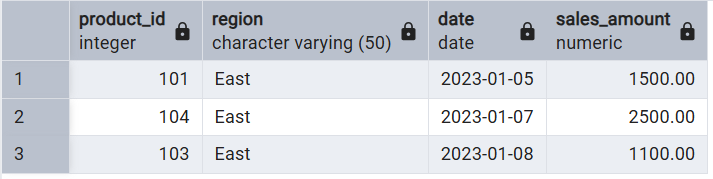 product_id region date sales_amount
integer character varying (50) date numeric
1 101 East 2023-01-05 1500.00
2 104 East 2023-01-07 2500.00
3 103 East 2023-01-08 1100.00